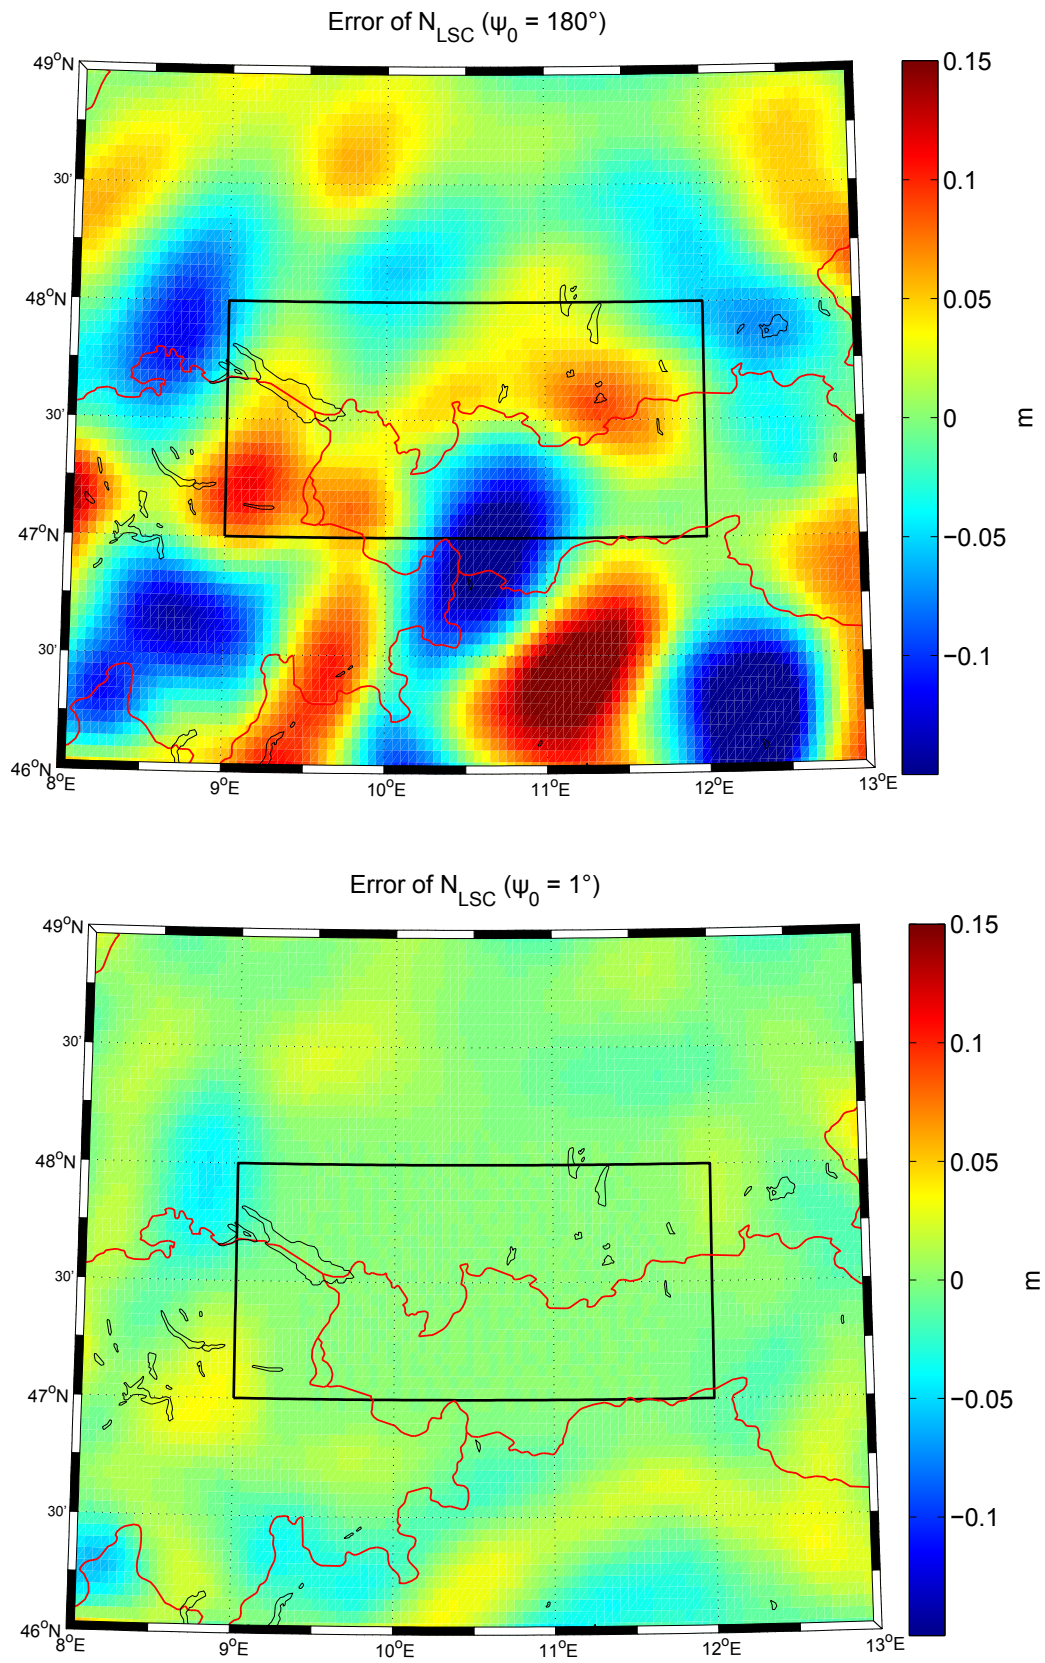 Error of N_LSC (ψ_0 = 180°)
49°N
30'
48°N
30'
47°N
30'
46°N
8°E
9°E
10°E
11°E
12°E
13°E
0.15
0.1
0.05
0
−0.05
−0.1
m
Error of N_LSC (ψ_0 = 1°)
49°N
30'
48°N
30'
47°N
30'
46°N
8°E
9°E
10°E
11°E
12°E
13°E
0.15
0.1
0.05
0
−0.05
−0.1
m